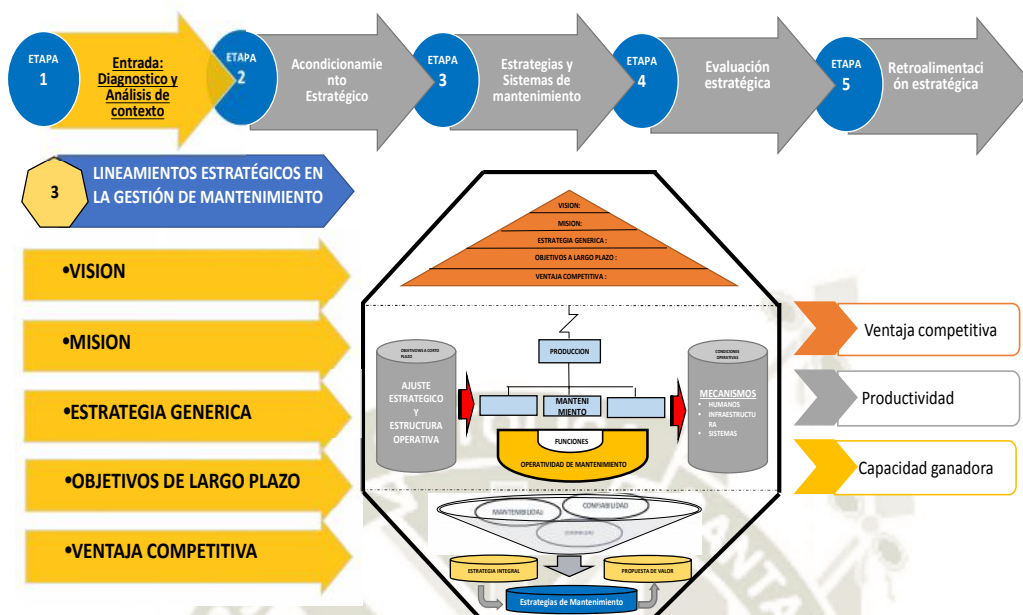 ETAPA
1
Entrada:
Diagnostico y
Análisis de
contexto
ETAPA
2
Acondicionamie
nto
Estratégico
ETAPA
3
Estrategias y
Sistemas de
mantenimiento
ETAPA
4
Evaluación
estratégica
ETAPA
5
Retroalimentaci
ón estratégica
3
LINEAMIENTOS ESTRATÉGICOS EN
LA GESTIÓN DE MANTENIMIENTO
•VISION
•MISION
•ESTRATEGIA GENERICA
•OBJETIVOS DE LARGO PLAZO
•VENTAJA COMPETITIVA
VISION:
MISION:
ESTRATEGIA GENERICA :
OBJETIVOS A LARGO PLAZO :
VENTAJA COMPETITIVA :
OBJETIVOS A CORTO
PLAZO
AJUSTE
ESTRATEGICO
Y
ESTRUCTURA
OPERATIVA
PRODUCCION
MANTENI
MIENTO
FUNCIONES
OPERATIVIDAD DE MANTENIMIENTO
CONDICIONES
OPERATIVAS
MECANISMOS
• HUMANOS
• INFRAESTRUCTU
RA
• SISTEMAS
MANTENIBILIDAD
CONFIABILIDAD
ESTRATEGIA INTEGRAL
PROPUESTA DE VALOR
Estrategias de Mantenimiento
Ventaja competitiva
Productividad
Capacidad ganadora